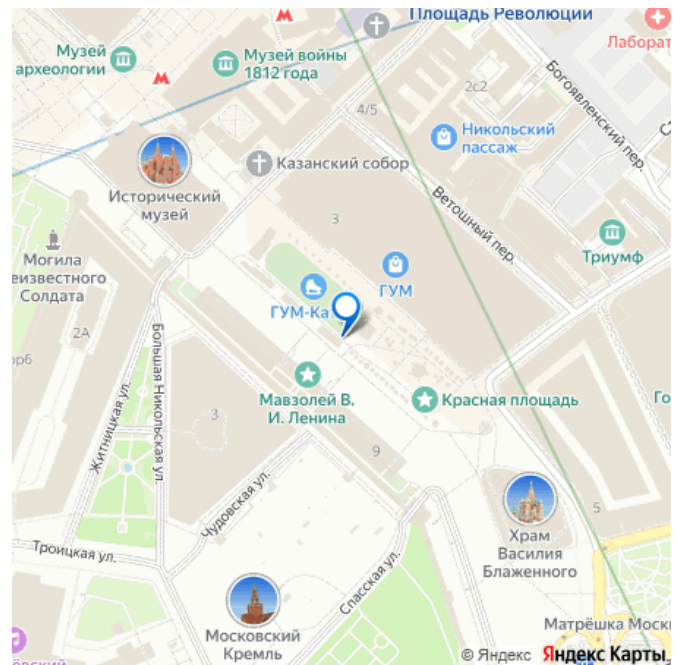 Площадь Революции
Лаборат
Музей
археологии
Музей войны
1812 года
4/5
2с2
Богоявленский пер.
Никольский
пассаж
Казанский собор
Исторический
музей
3
Ветошный пер.
Триумф
Могила
еизвестного
Солдата
ГУМ
ГУМ-Ка
2А
Большая Никольская ул.
Житницкая ул.
Мавзолей В.
И. Ленина
Красная площадь
Го
3
9
5
Чудовская ул.
Храм
Василия
Блаженного
Троицкая ул.
Спасская ул.
Московский
Кремль
Матрёшка Моск
© Яндекс Яндекс Карты